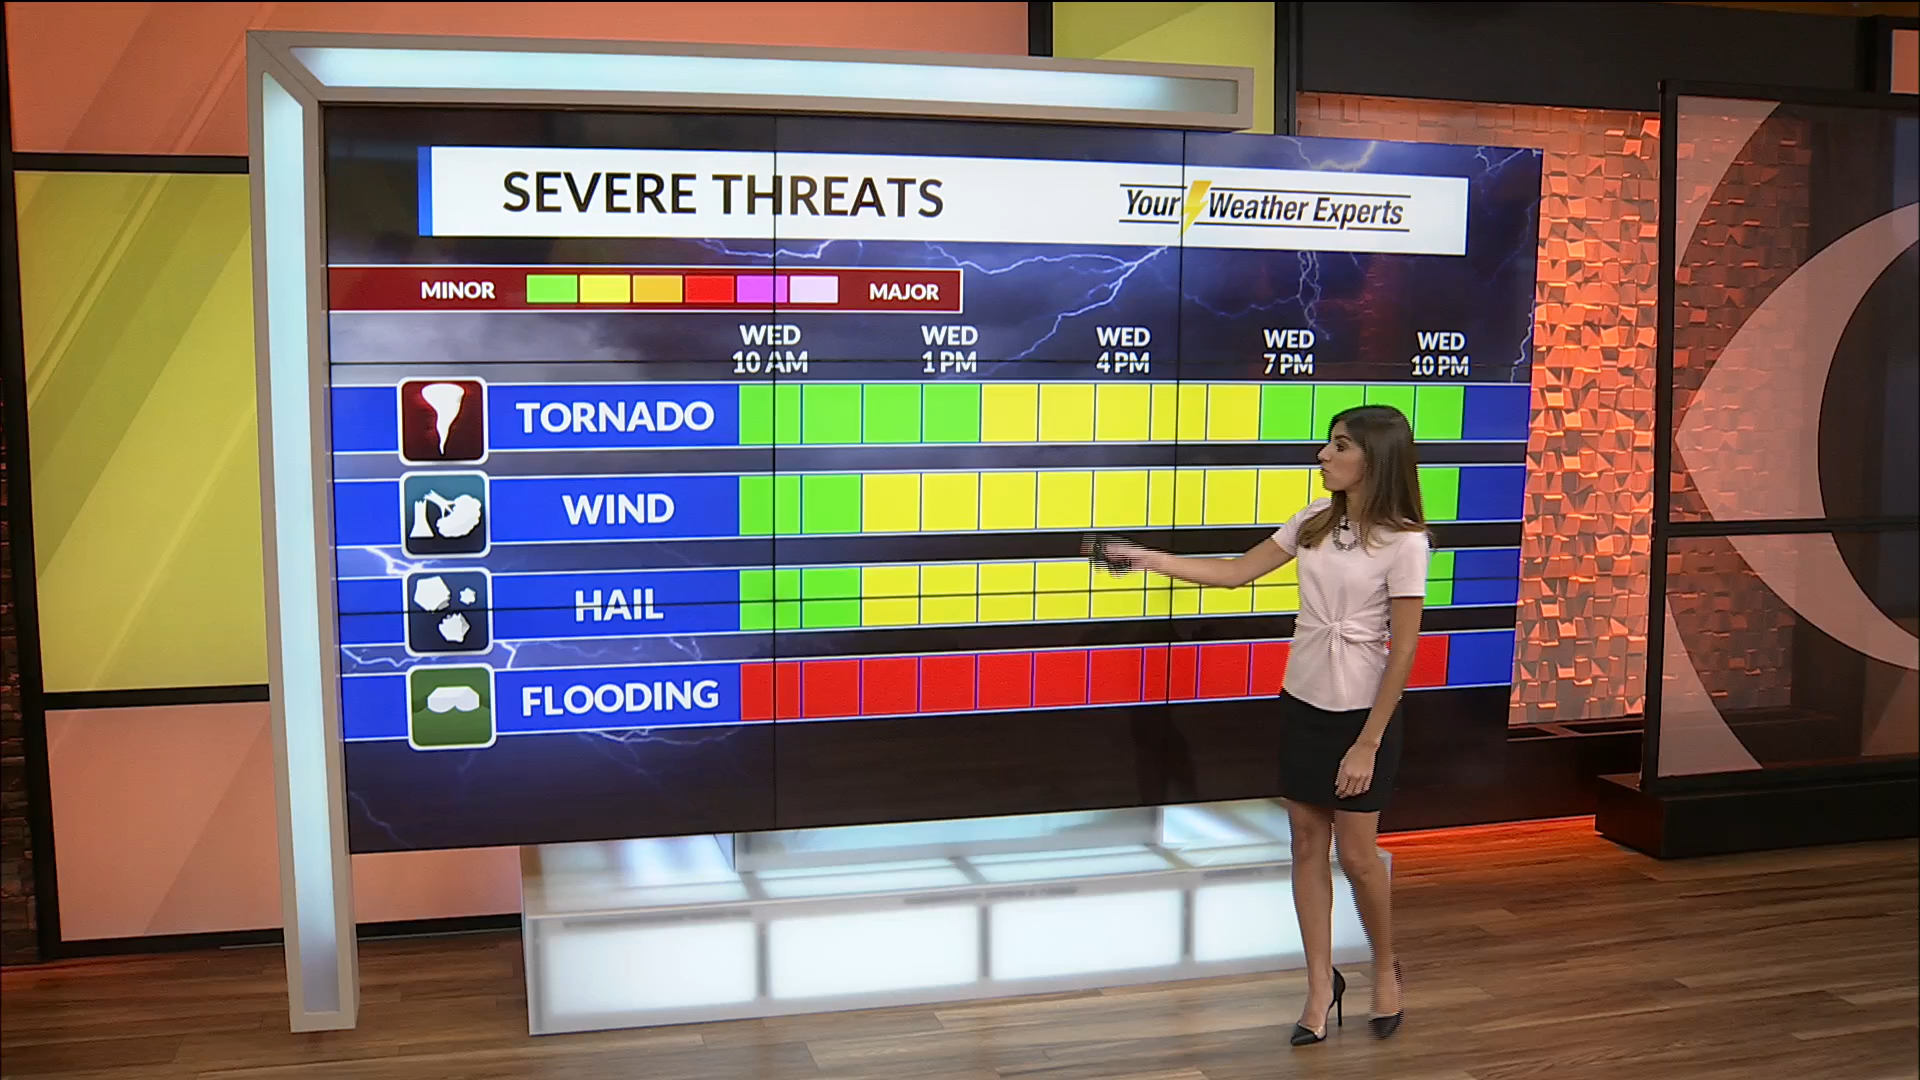 SEVERE THREATS
Your Weather Experts
MINOR MAJOR
WED WED WED WED WED
10 AM 1 PM 4 PM 7 PM 10 PM
TORNADO
WIND
HAIL
FLOODING